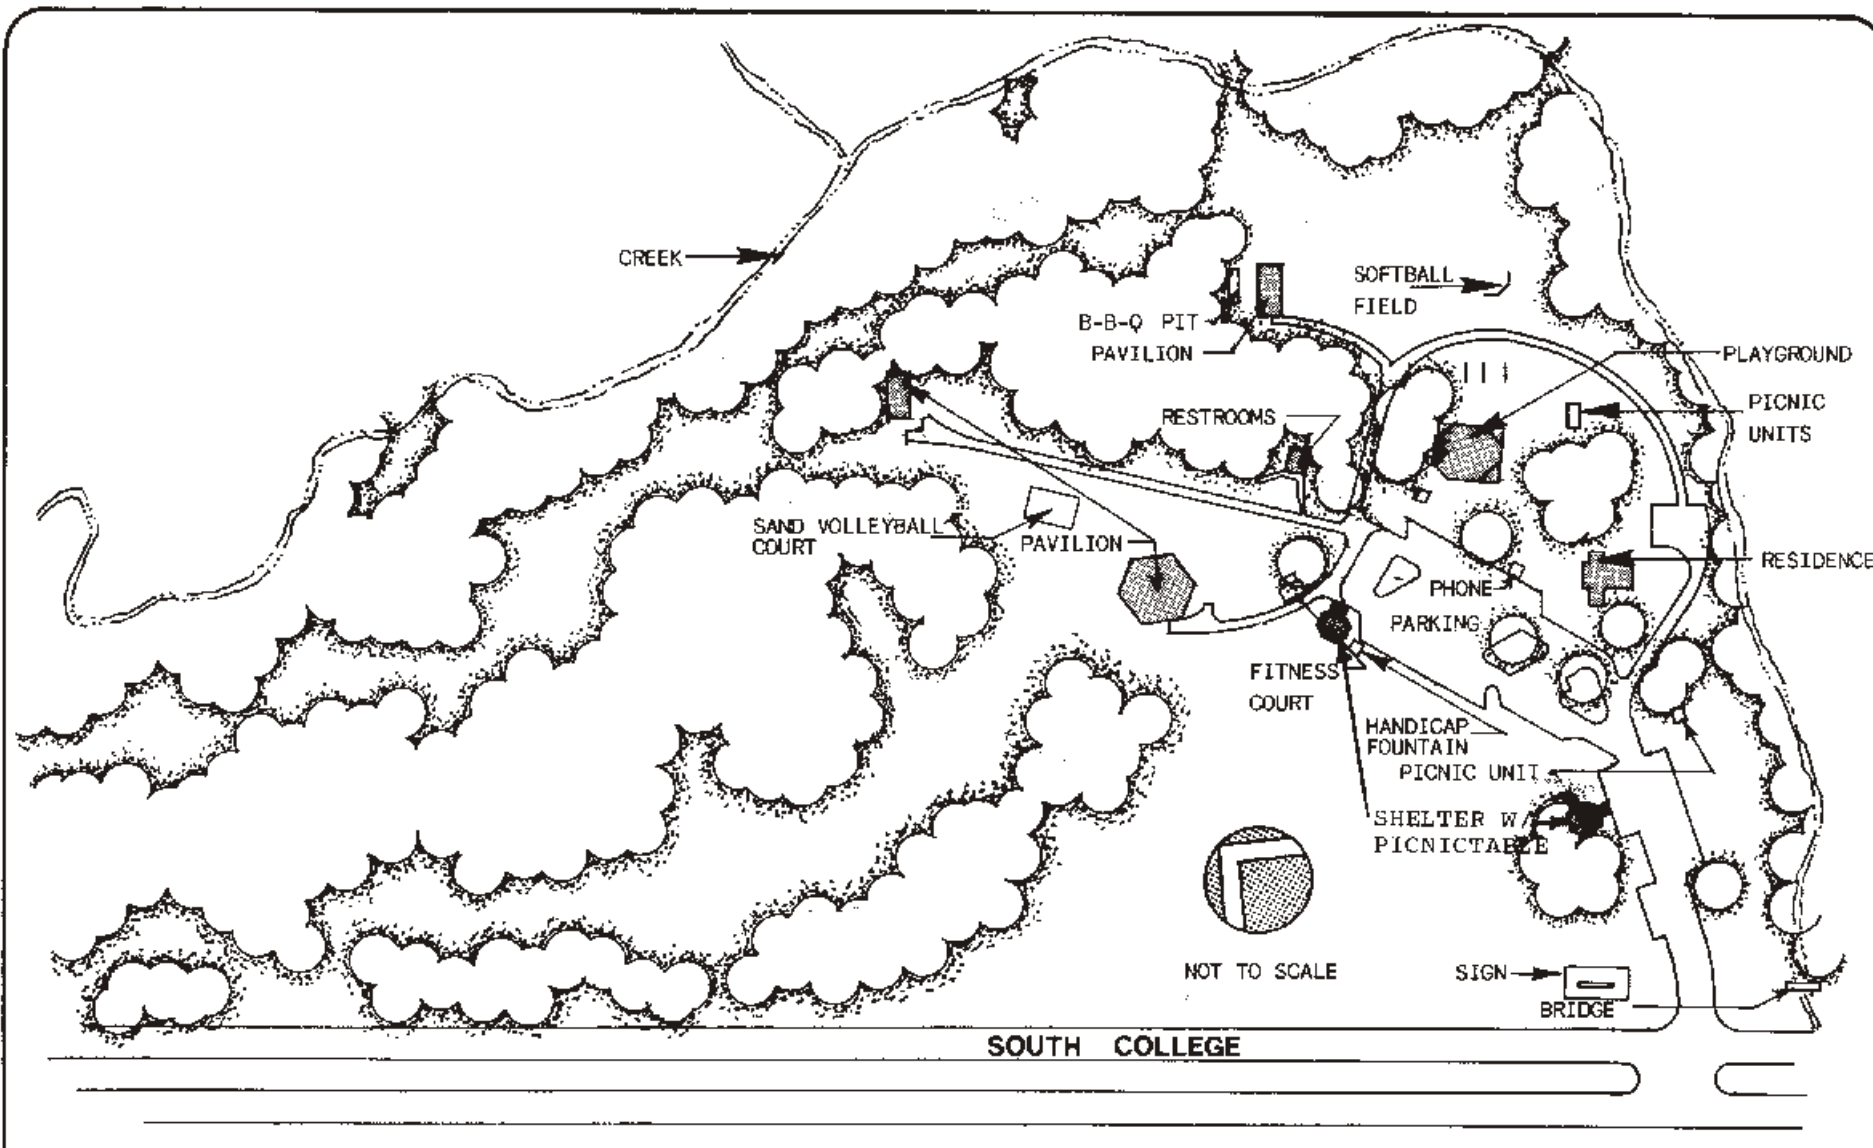 CREEK
SOFTBALL
FIELD
B-B-Q PIT
PAVILION
PLAYGROUND
PICNIC
UNITS
RESTROOMS
SAND VOLLEYBALL
COURT
PAVILION
RESIDENCE
PHONE
PARKING
FITNESS
COURT
HANDICAP
FOUNTAIN
PICNIC UNIT
SHELTER W/
PICNICTABLE
NOT TO SCALE
SIGN
BRIDGE
SOUTH COLLEGE